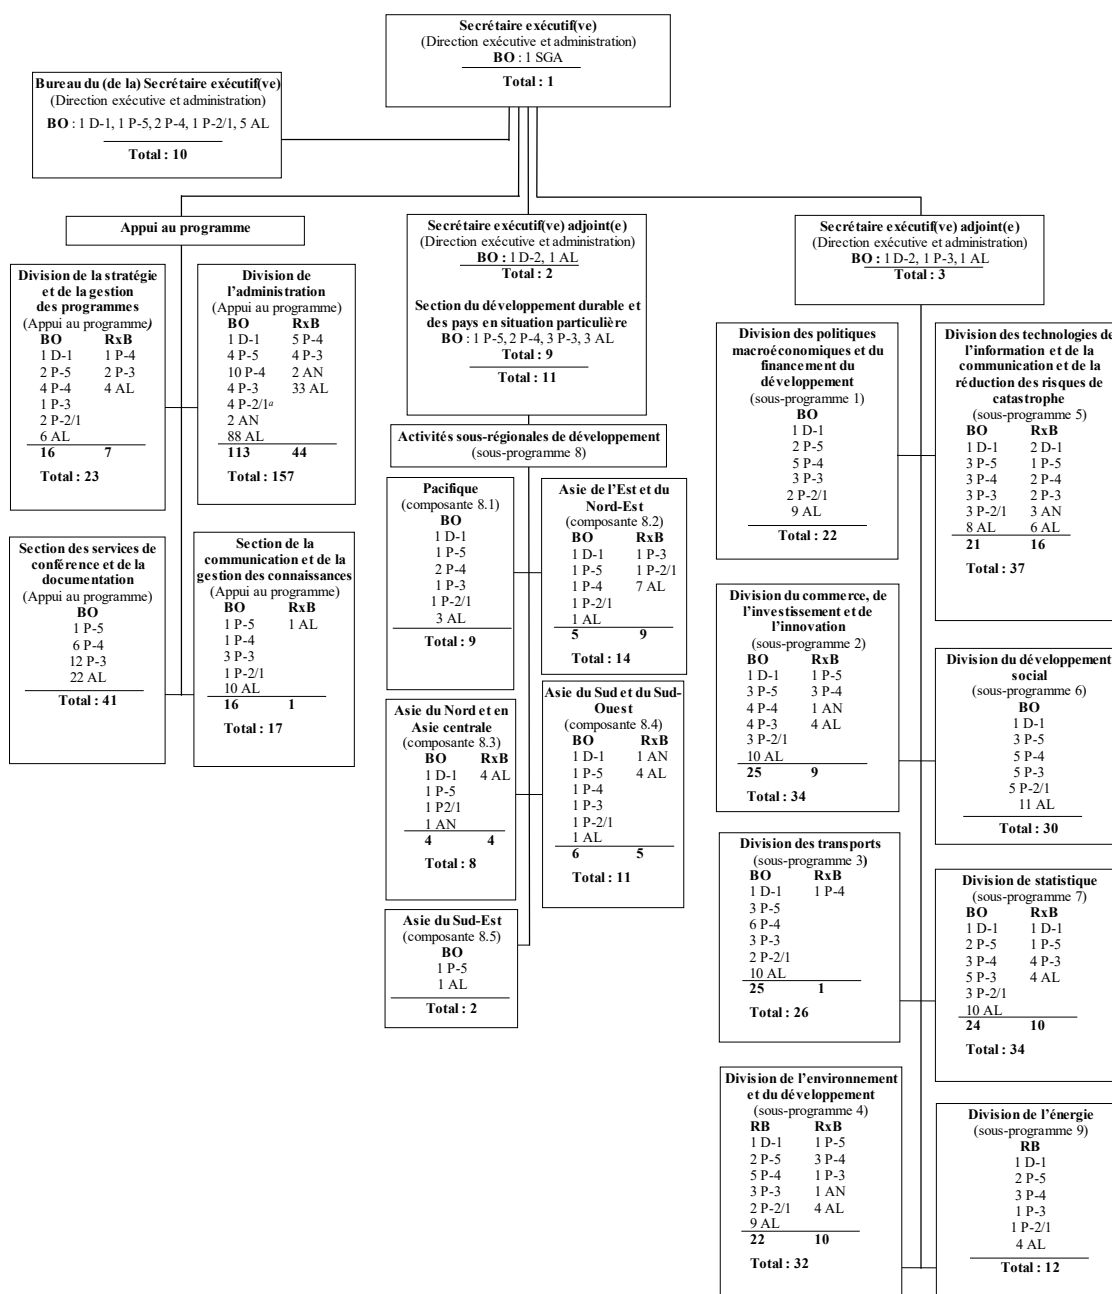 Secrétaire exécutif(ve)
(Direction exécutive et administration)
BO : 1 SGA
Total : 1
Bureau du (de la) Secrétaire exécutif(ve)
(Direction exécutive et administration)
BO : 1 D-1, 1 P-5, 2 P-4, 1 P-2/1, 5 AL
Total : 10
Appui au programme
Division de la stratégie
et de la gestion
des programmes
(Appui au programme)
BO RxB
1 D-1 1 P-4
2 P-5 2 P-3
4 P-4 4 AL
1 P-3
2 P-2/1
6 AL
16 7
Total : 23
Division de
l'administration
(Appui au programme)
BO RxB
1 D-1 5 P-4
4 P-5 4 P-3
10 P-4 2 AN
4 P-3 33 AL
4 P-2/1a
2 AN
88 AL
113 44
Total : 157
Section des services de
conférence et de la
documentation
(Appui au programme)
BO
1 P-5
6 P-4
12 P-3
22 AL
Total : 41
Section de la
communication et de la
gestion des connaissances
(Appui au programme)
BO RxB
1 P-5 1 AL
1 P-4
3 P-3
1 P-2/1
10 AL
16 1
Total : 17
Secrétaire exécutif(ve) adjoint(e)
(Direction exécutive et administration)
BO : 1 D-2, 1 AL
Total : 2
Section du développement durable et
des pays en situation particulière
BO : 1 P-5, 2 P-4, 3 P-3, 3 AL
Total : 9
Total : 11
Activités sous-régionales de développement
(sous-programme 8)
Pacifique
(composante 8.1)
BO
1 D-1
1 P-5
2 P-4
1 P-3
1 P-2/1
3 AL
Total : 9
Asie de l'Est et du
Nord-Est
(composante 8.2)
BO RxB
1 D-1 1 P-3
1 P-5 1 P-2/1
1 P-4 7 AL
1 P-2/1
1 AL
5 9
Total : 14
Asie du Nord et en
Asie centrale
(composante 8.3)
BO RxB
1 D-1 4 AL
1 P-5
1 P2/1
1 AN
4 4
Total : 8
Asie du Sud et du Sud-
Ouest
(composante 8.4)
BO RxB
1 D-1 1 AN
1 P-5 4 AL
1 P-4
1 P-3
1 P-2/1
1 AL
6 5
Total : 11
Asie du Sud-Est
(composante 8.5)
BO
1 P-5
1 AL
Total : 2
Secrétaire exécutif(ve) adjoint(e)
(Direction exécutive et administration)
BO : 1 D-2, 1 P-3, 1 AL
Total : 3
Division des politiques
macroéconomiques et du
financement du
développement
(sous-programme 1)
BO
1 D-1
2 P-5
5 P-4
3 P-3
2 P-2/1
9 AL
Total : 22
Division des technologies de
l'information et de la
communication et de la
réduction des risques de
catastrophe
(sous-programme 5)
BO RxB
1 D-1 2 D-1
3 P-5 1 P-5
3 P-4 2 P-4
3 P-3 2 P-3
3 P-2/1 3 AN
8 AL 6 AL
21 16
Total : 37
Division du commerce, de
l'investissement et de
l'innovation
(sous-programme 2)
BO RxB
1 D-1 1 P-5
3 P-5 3 P-4
4 P-4 1 AN
4 P-3 4 AL
3 P-2/1
10 AL
25 9
Total : 34
Division du développement
social
(sous-programme 6)
BO
1 D-1
3 P-5
5 P-4
5 P-3
5 P-2/1
11 AL
Total : 30
Division des transports
(sous-programme 3)
BO RxB
1 D-1 1 P-4
3 P-5
6 P-4
3 P-3
2 P-2/1
10 AL
25 1
Total : 26
Division de statistique
(sous-programme 7)
BO RxB
1 D-1 1 D-1
2 P-5 1 P-5
3 P-4 4 P-3
5 P-3 4 AL
3 P-2/1
10 AL
24 10
Total : 34
Division de l'environnement
et du développement
(sous-programme 4)
RB RxB
1 D-1 1 P-5
2 P-5 3 P-4
5 P-4 1 P-3
3 P-3 1 AN
2 P-2/1 4 AL
9 AL
22 10
Total : 32
Division de l'énergie
(sous-programme 9)
RB
1 D-1
2 P-5
3 P-4
1 P-3
1 P-2/1
4 AL
Total : 12